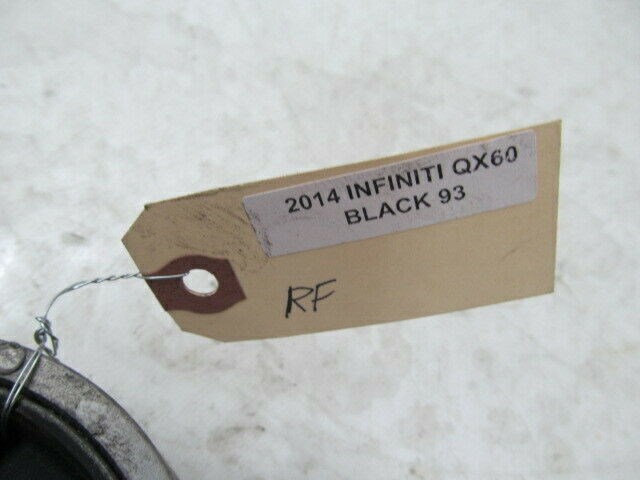 2014 INFINITI QX60
BLACK 93
RF